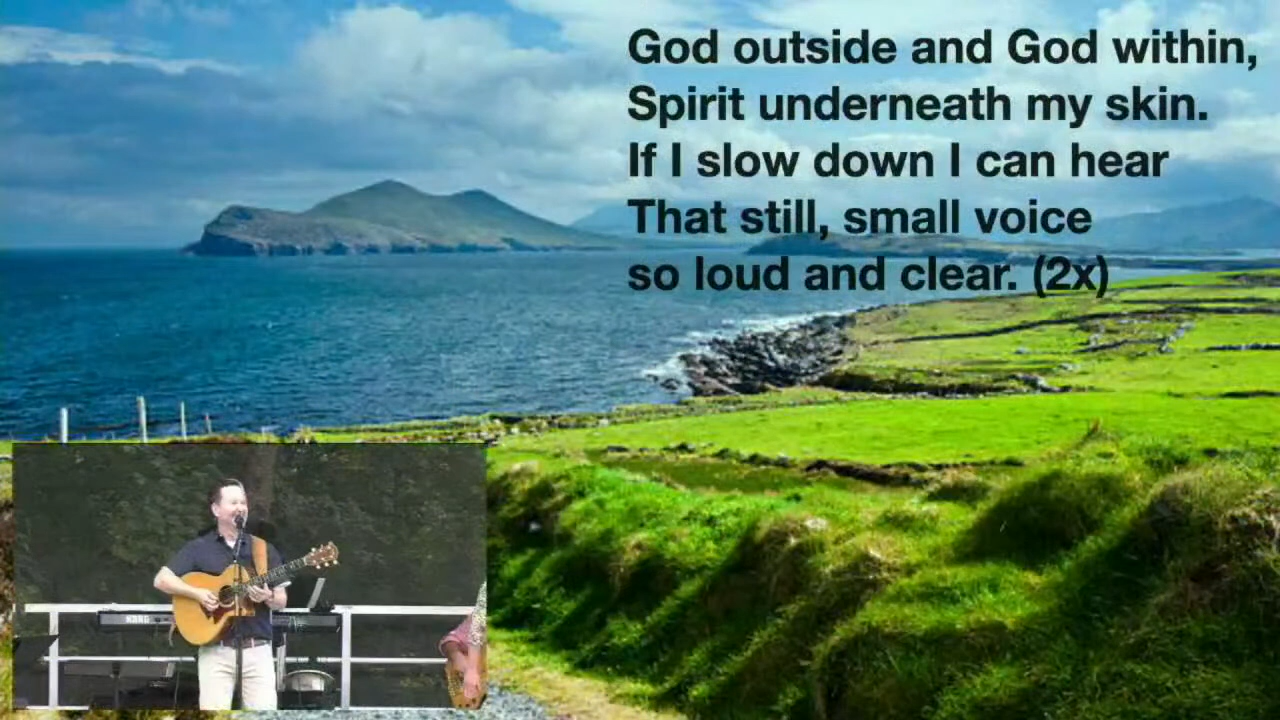 God outside and God within,
Spirit underneath my skin.
If I slow down I can hear
That still, small voice
so loud and clear. (2x)
KORG